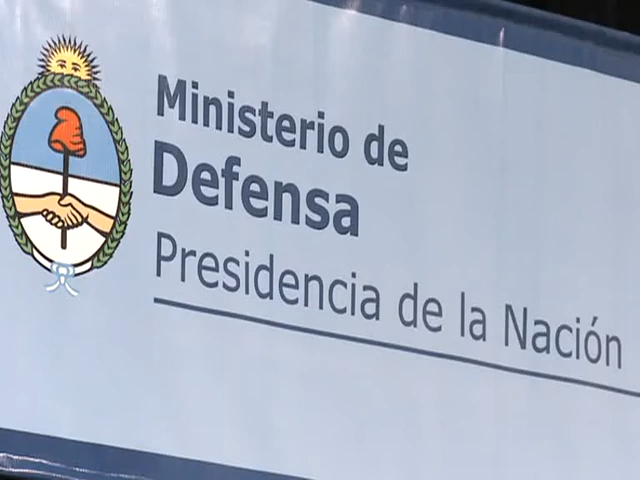 Ministerio de
Defensa
Presidencia de la Nación